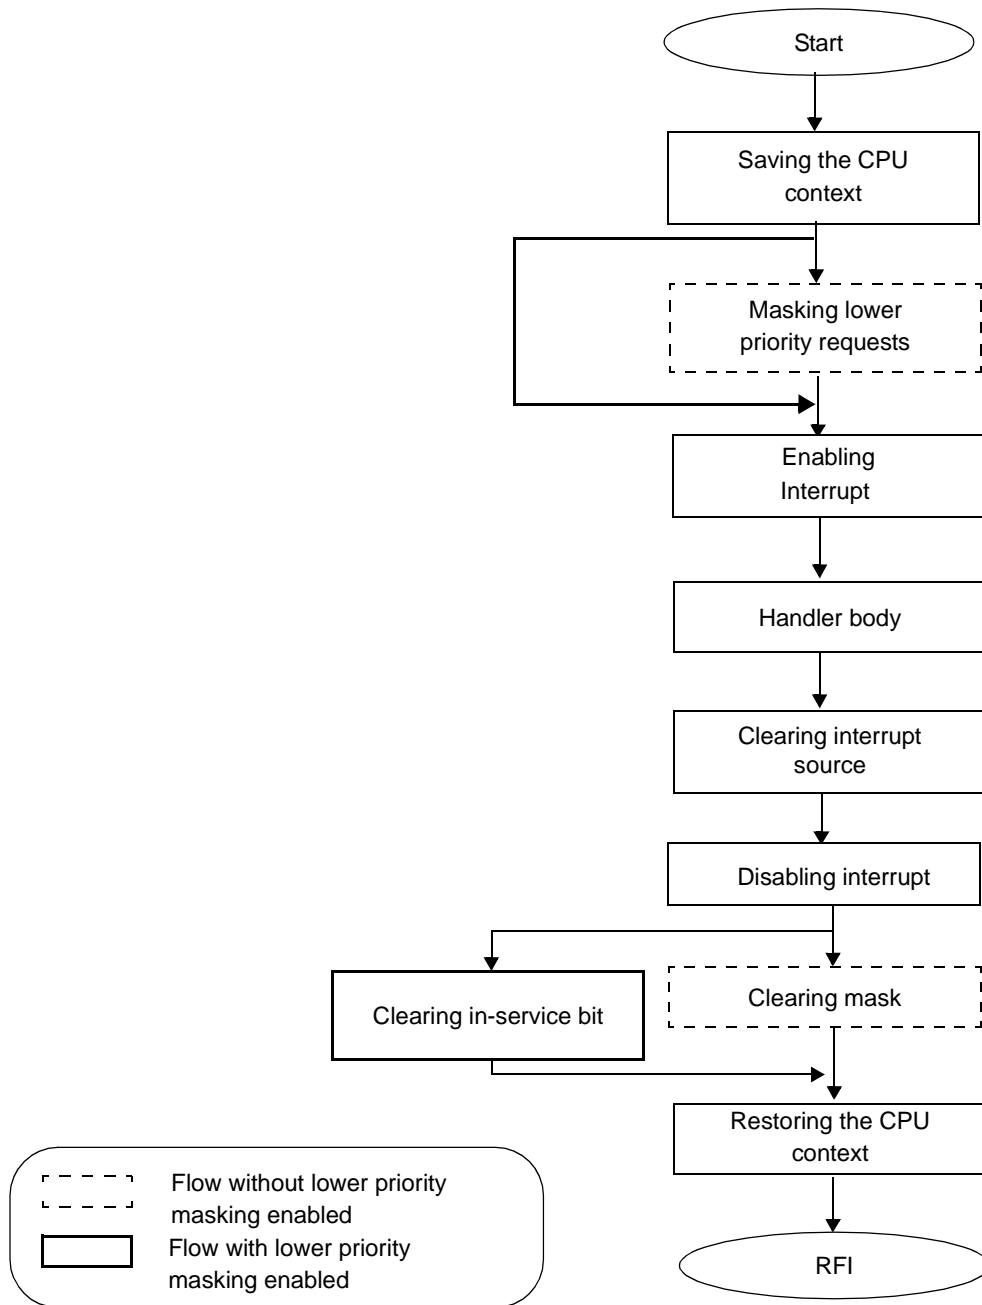 Start
Saving the CPU
context
Masking lower
priority requests
Enabling
Interrupt
Handler body
Clearing interrupt
source
Disabling interrupt
Clearing in-service bit
Clearing mask
Restoring the CPU
context
RFI
Flow without lower priority
masking enabled
Flow with lower priority
masking enabled